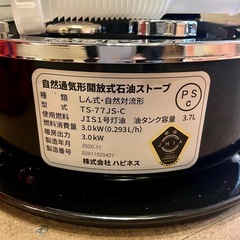 自然通気形開放式石油ストーブ
種類 しん式・自然対流形
型式 TS-77JS-C
使用燃料 JIS1号灯油 油タンク容量 3.7L
燃料消費量 3.0kW(0.293L/h)
暖房出力 3.0kW
製造年月 2020.11
製造番号 S2011020427
株式会社 ハピネス
PS
C
JHIA